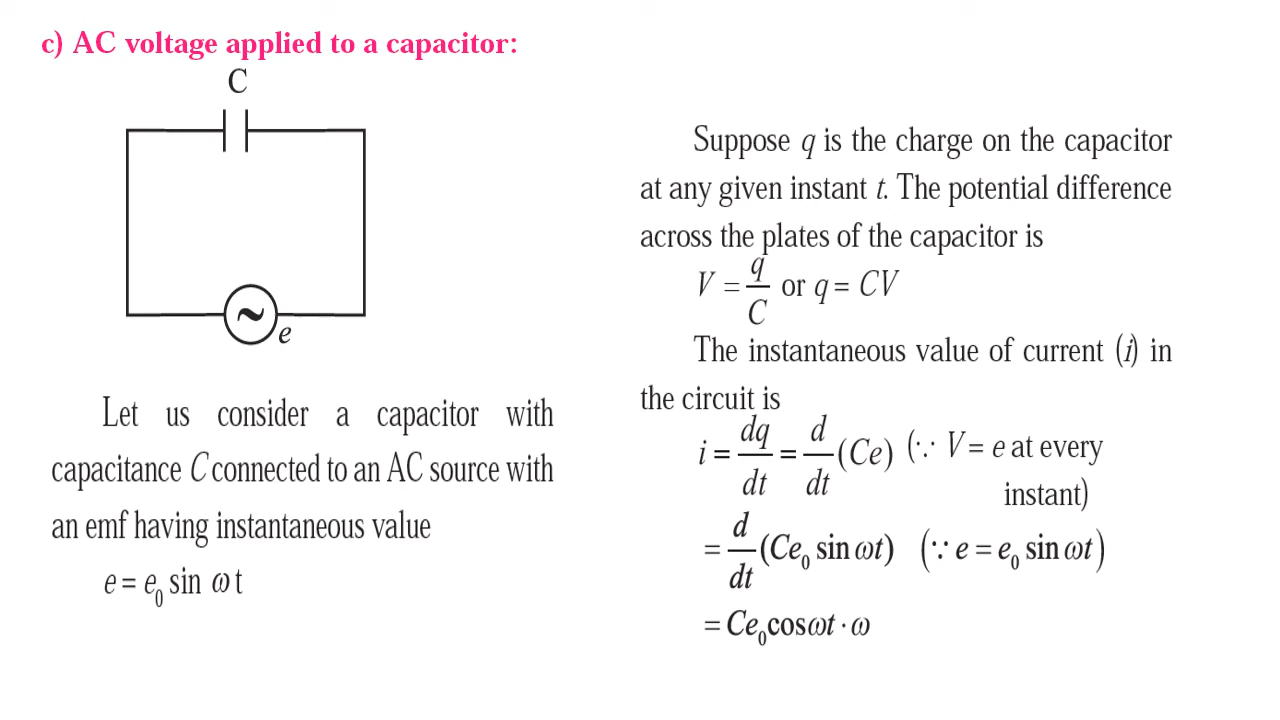 c) AC voltage applied to a capacitor:
C
~
e
Let us consider a capacitor with
capacitance C connected to an AC source with
an emf having instantaneous value
e = e₀ sin ω t
Suppose q is the charge on the capacitor
at any given instant t. The potential difference
across the plates of the capacitor is
V = q/C or q = CV
The instantaneous value of current (i) in
the circuit is
i = dq/dt = d/dt (Ce) (∵ V = e at every
instant)
= d/dt (Ce₀ sin ωt) (∵ e = e₀ sin ωt)
= Ce₀cosωt · ω